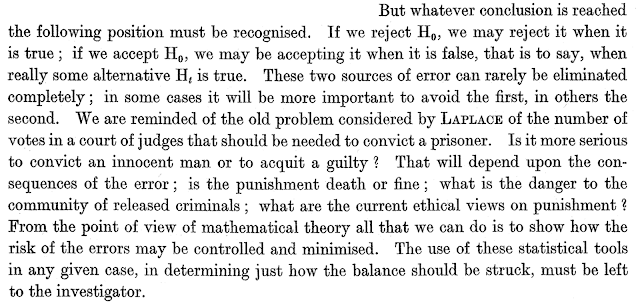 But whatever conclusion is reached
the following position must be recognised. If we reject H₀, we may reject it when it
is true ; if we accept H₀, we may be accepting it when it is false, that is to say, when
really some alternative Hₜ is true. These two sources of error can rarely be eliminated
completely ; in some cases it will be more important to avoid the first, in others the
second. We are reminded of the old problem considered by LAPLACE of the number of
votes in a court of judges that should be needed to convict a prisoner. Is it more serious
to convict an innocent man or to acquit a guilty ? That will depend upon the con-
sequences of the error ; is the punishment death or fine ; what is the danger to the
community of released criminals ; what are the current ethical views on punishment ?
From the point of view of mathematical theory all that we can do is to show how the
risk of the errors may be controlled and minimised. The use of these statistical tools
in any given case, in determining just how the balance should be struck, must be left
to the investigator.